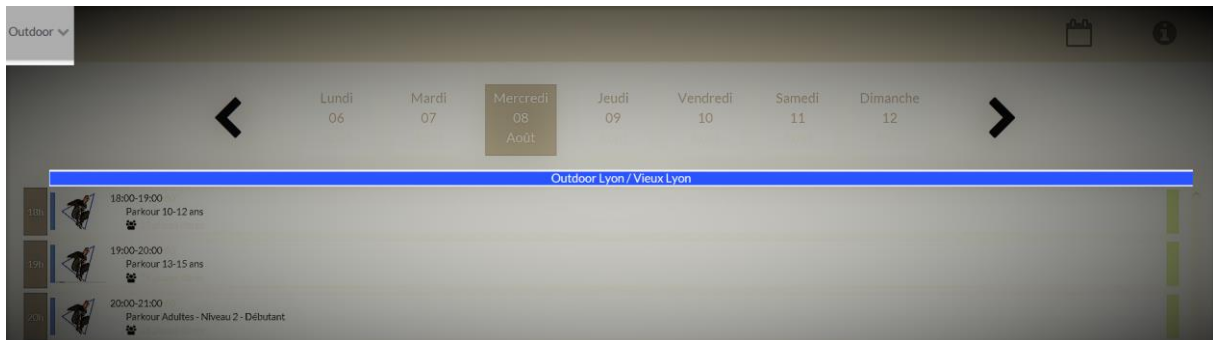 Outdoor
Lundi
06
Mardi
07
Mercredi
08
Août
Jeudi
09
Vendredi
10
Samedi
11
Dimanche
12
Outdoor Lyon / Vieux Lyon
18h
18:00-19:00
Parkour 10-12 ans
19h
19:00-20:00
Parkour 13-15 ans
20h
20:00-21:00
Parkour Adultes - Niveau 2 - Débutant